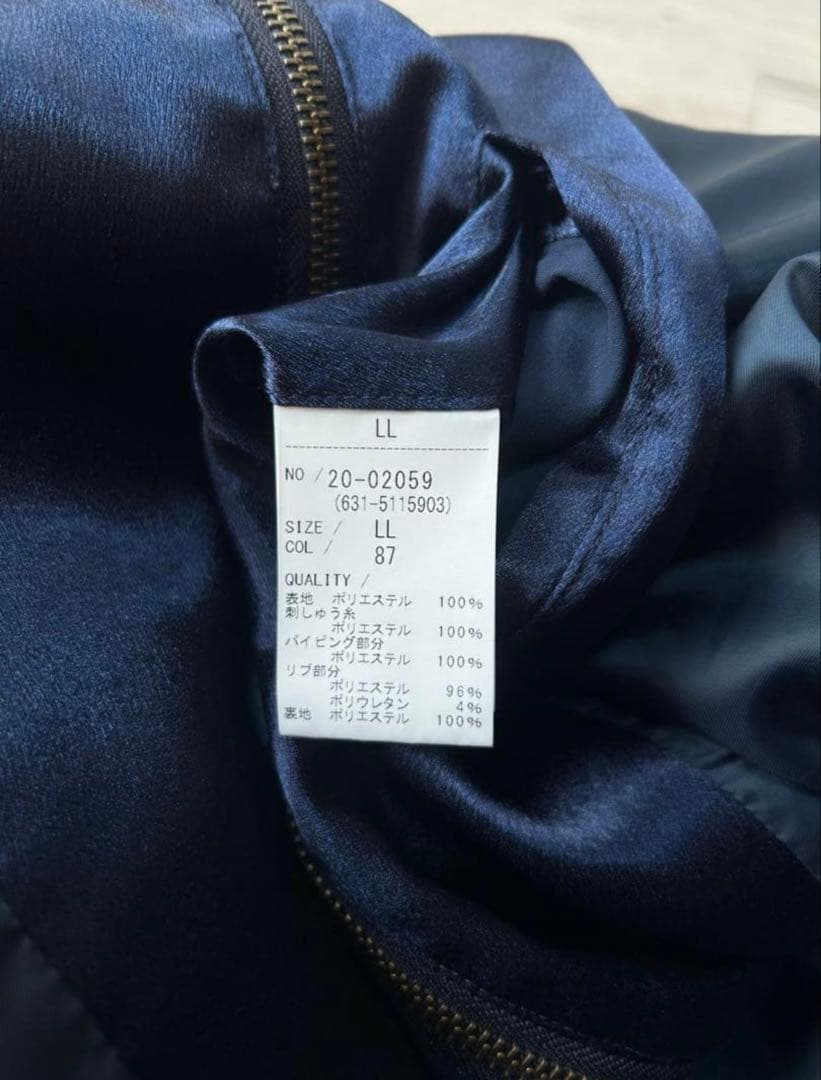 LL
NO / 20-02059
(631-5115903)
SIZE / LL
COL / 87
QUALITY /
表地 ポリエステル 100%
刺しゅう糸
ポリエステル 100%
パイピング部分
ポリエステル 100%
リブ部分
ポリエステル 96%
ポリウレタン 4%
裏地 ポリエステル 100%